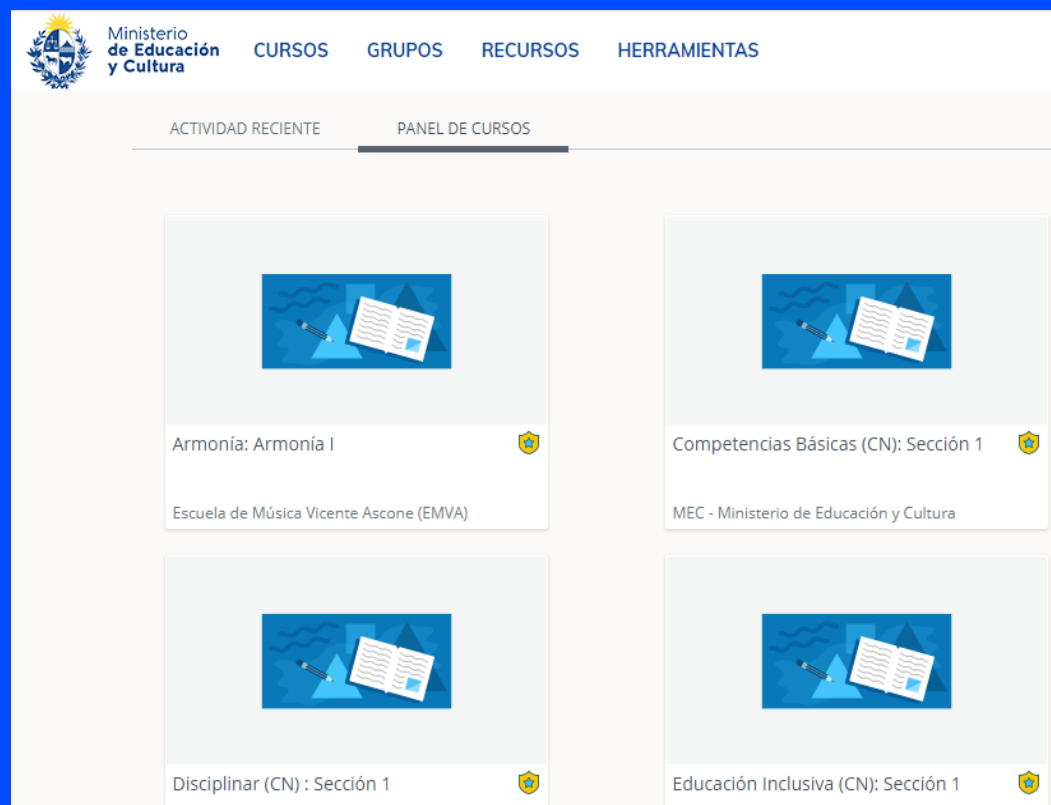 Ministerio
de Educación
y Cultura
CURSOS GRUPOS RECURSOS HERRAMIENTAS
ACTIVIDAD RECIENTE PANEL DE CURSOS
Armonía: Armonía I
Escuela de Música Vicente Ascone (EMVA)
Competencias Básicas (CN): Sección 1
MEC - Ministerio de Educación y Cultura
Disciplinar (CN) : Sección 1
Educación Inclusiva (CN): Sección 1